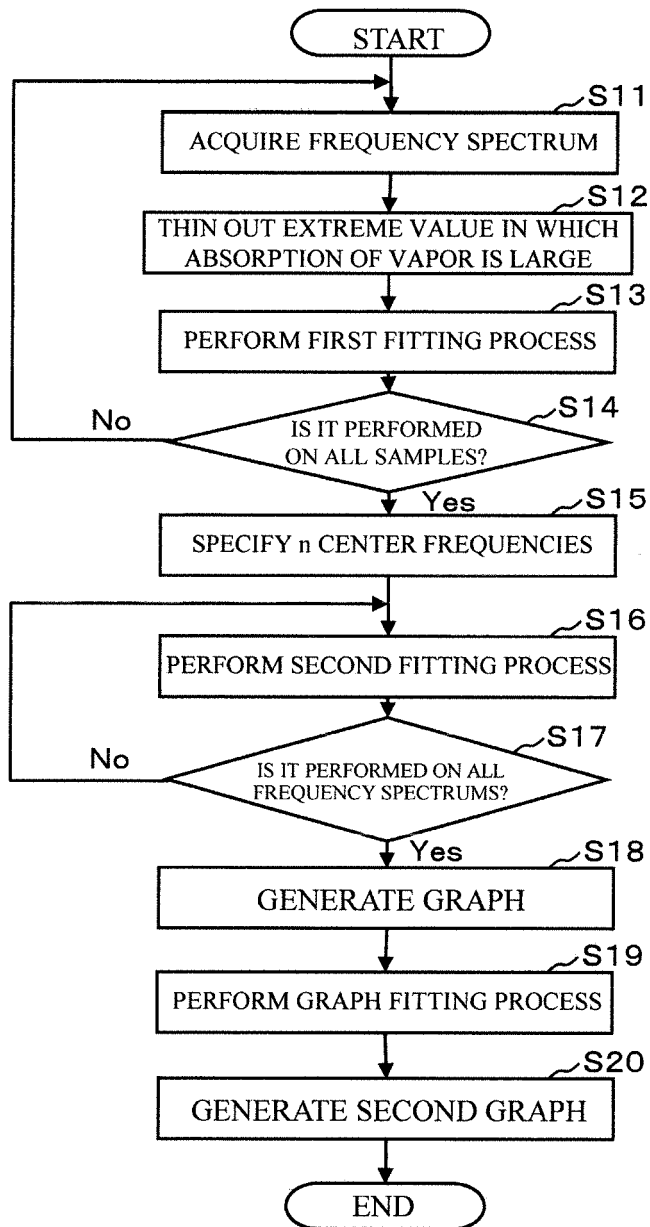 START
S11
ACQUIRE FREQUENCY SPECTRUM
S12
THIN OUT EXTREME VALUE IN WHICH
ABSORPTION OF VAPOR IS LARGE
S13
PERFORM FIRST FITTING PROCESS
S14
No
IS IT PERFORMED
ON ALL SAMPLES?
Yes
S15
SPECIFY n CENTER FREQUENCIES
S16
PERFORM SECOND FITTING PROCESS
S17
No
IS IT PERFORMED ON ALL
FREQUENCY SPECTRUMS?
Yes
S18
GENERATE GRAPH
S19
PERFORM GRAPH FITTING PROCESS
S20
GENERATE SECOND GRAPH
END